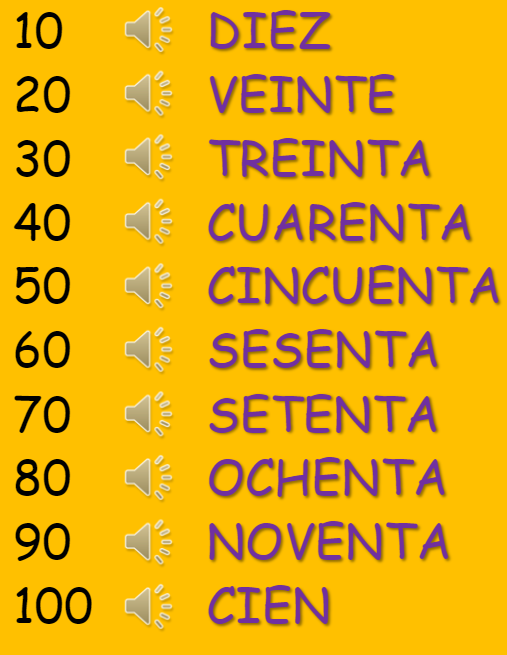 10 DIEZ
20 VEINTE
30 TREINTA
40 CUARENTA
50 CINCUENTA
60 SESENTA
70 SETENTA
80 OCHENTA
90 NOVENTA
100 CIEN